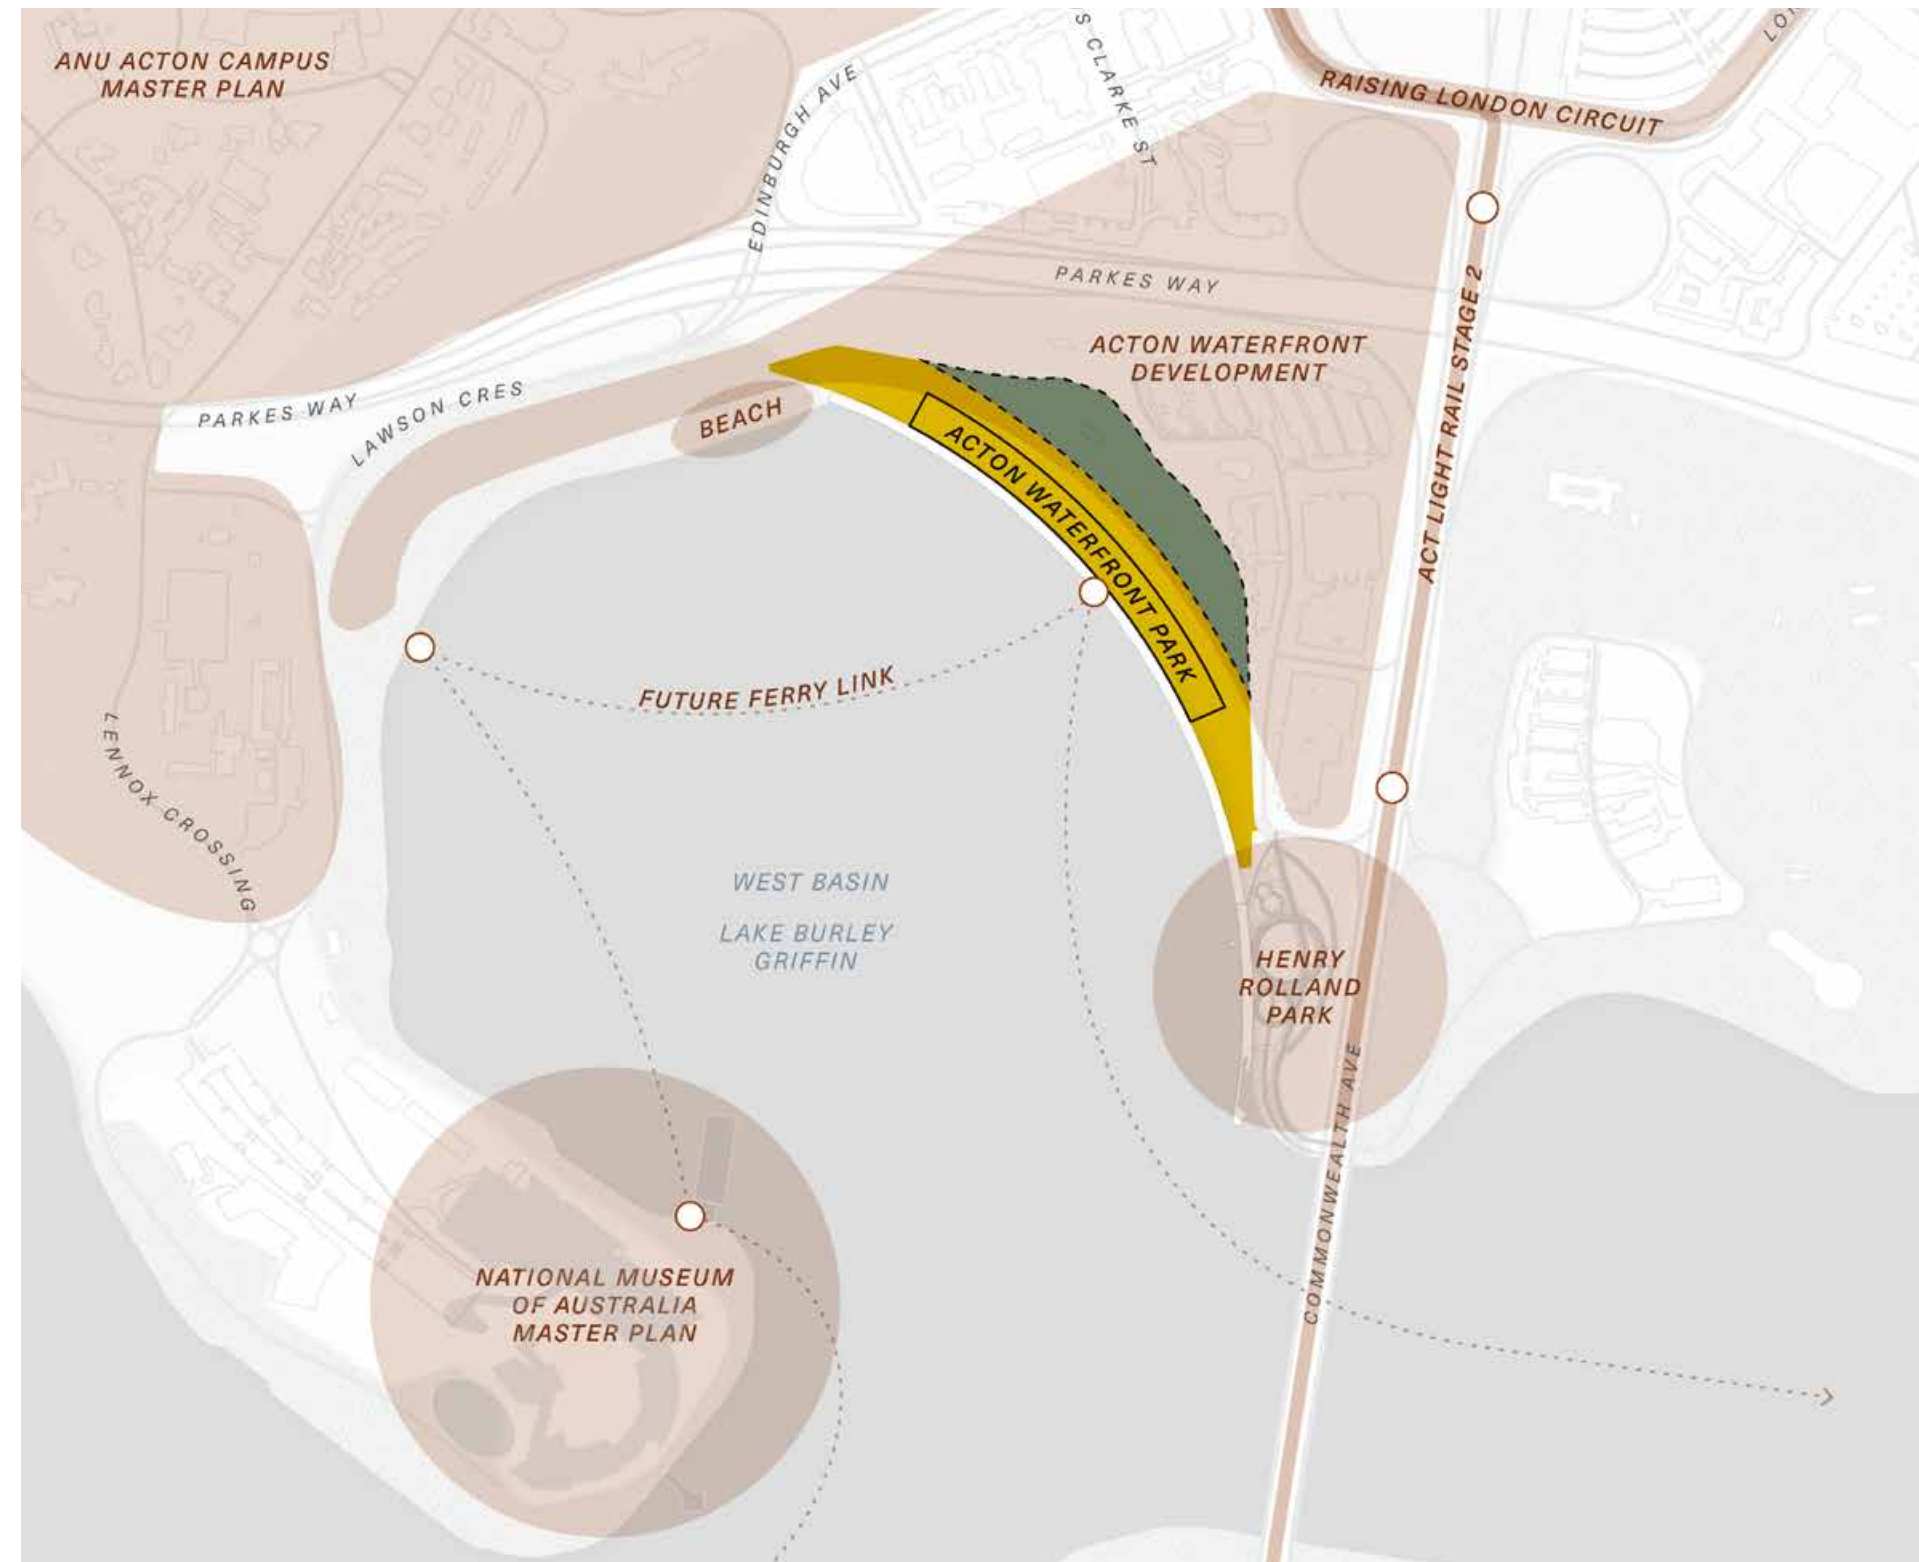 ANU ACTON CAMPUS
MASTER PLAN
EDINBURGH AVE
S CLARKE ST
RAISING LONDON CIRCUIT
PARKES WAY
ACTON WATERFRONT
DEVELOPMENT
ACT LIGHT RAIL STAGE 2
PARKES WAY
LAWSON CRES
BEACH
ACTON WATERFRONT PARK
FUTURE FERRY LINK
LENNOX CROSSING
WEST BASIN
LAKE BURLEY
GRIFFIN
HENRY
ROLLAND
PARK
COMMONWEALTH AVE
NATIONAL MUSEUM
OF AUSTRALIA
MASTER PLAN